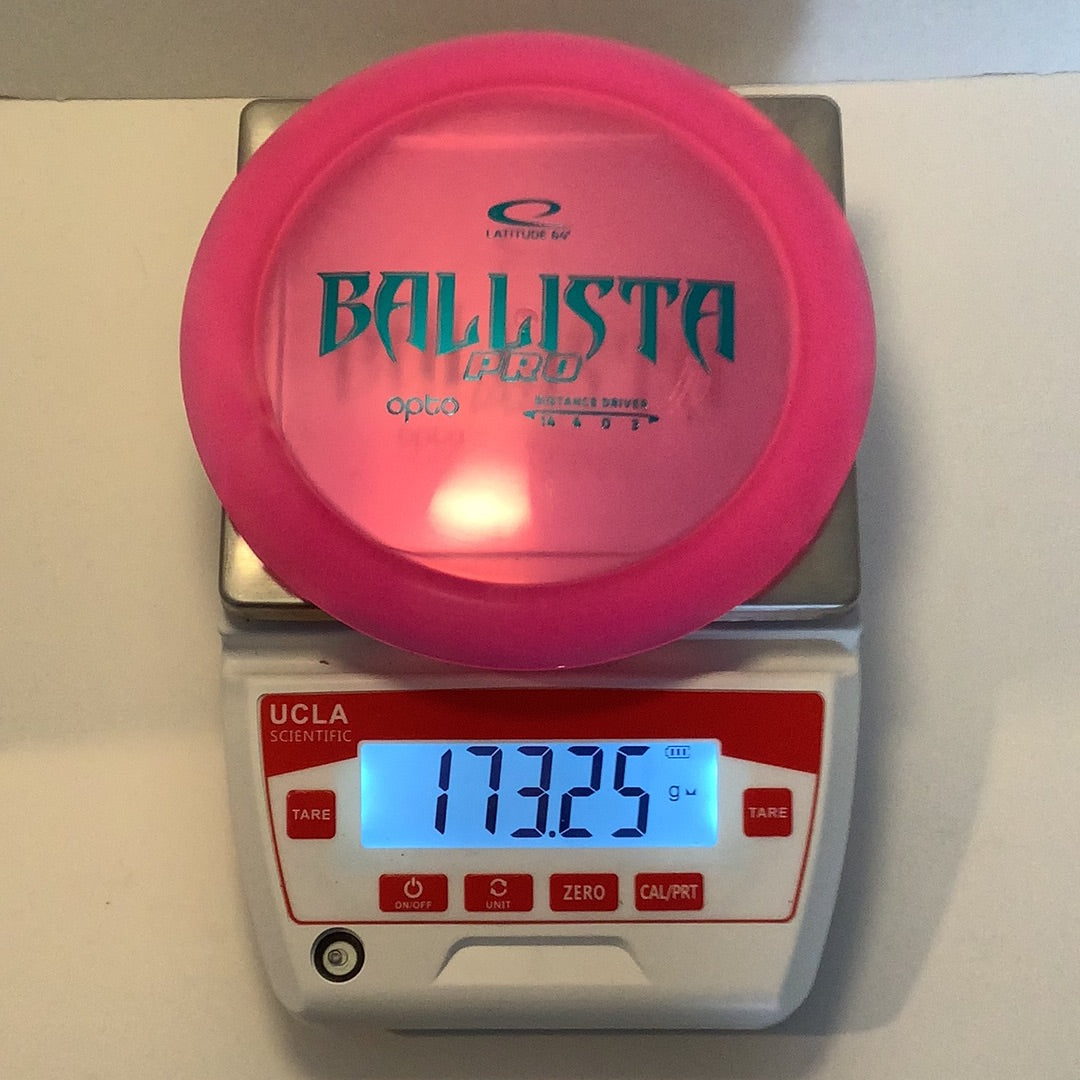 LATITUDE 64°
BALLISTA
PRO
opto
DISTANCE DRIVER
14 4 0 3
UCLA
SCIENTIFIC
173.25
g
TARE
TARE
ON/OFF
UNIT
ZERO
CAL/PRT